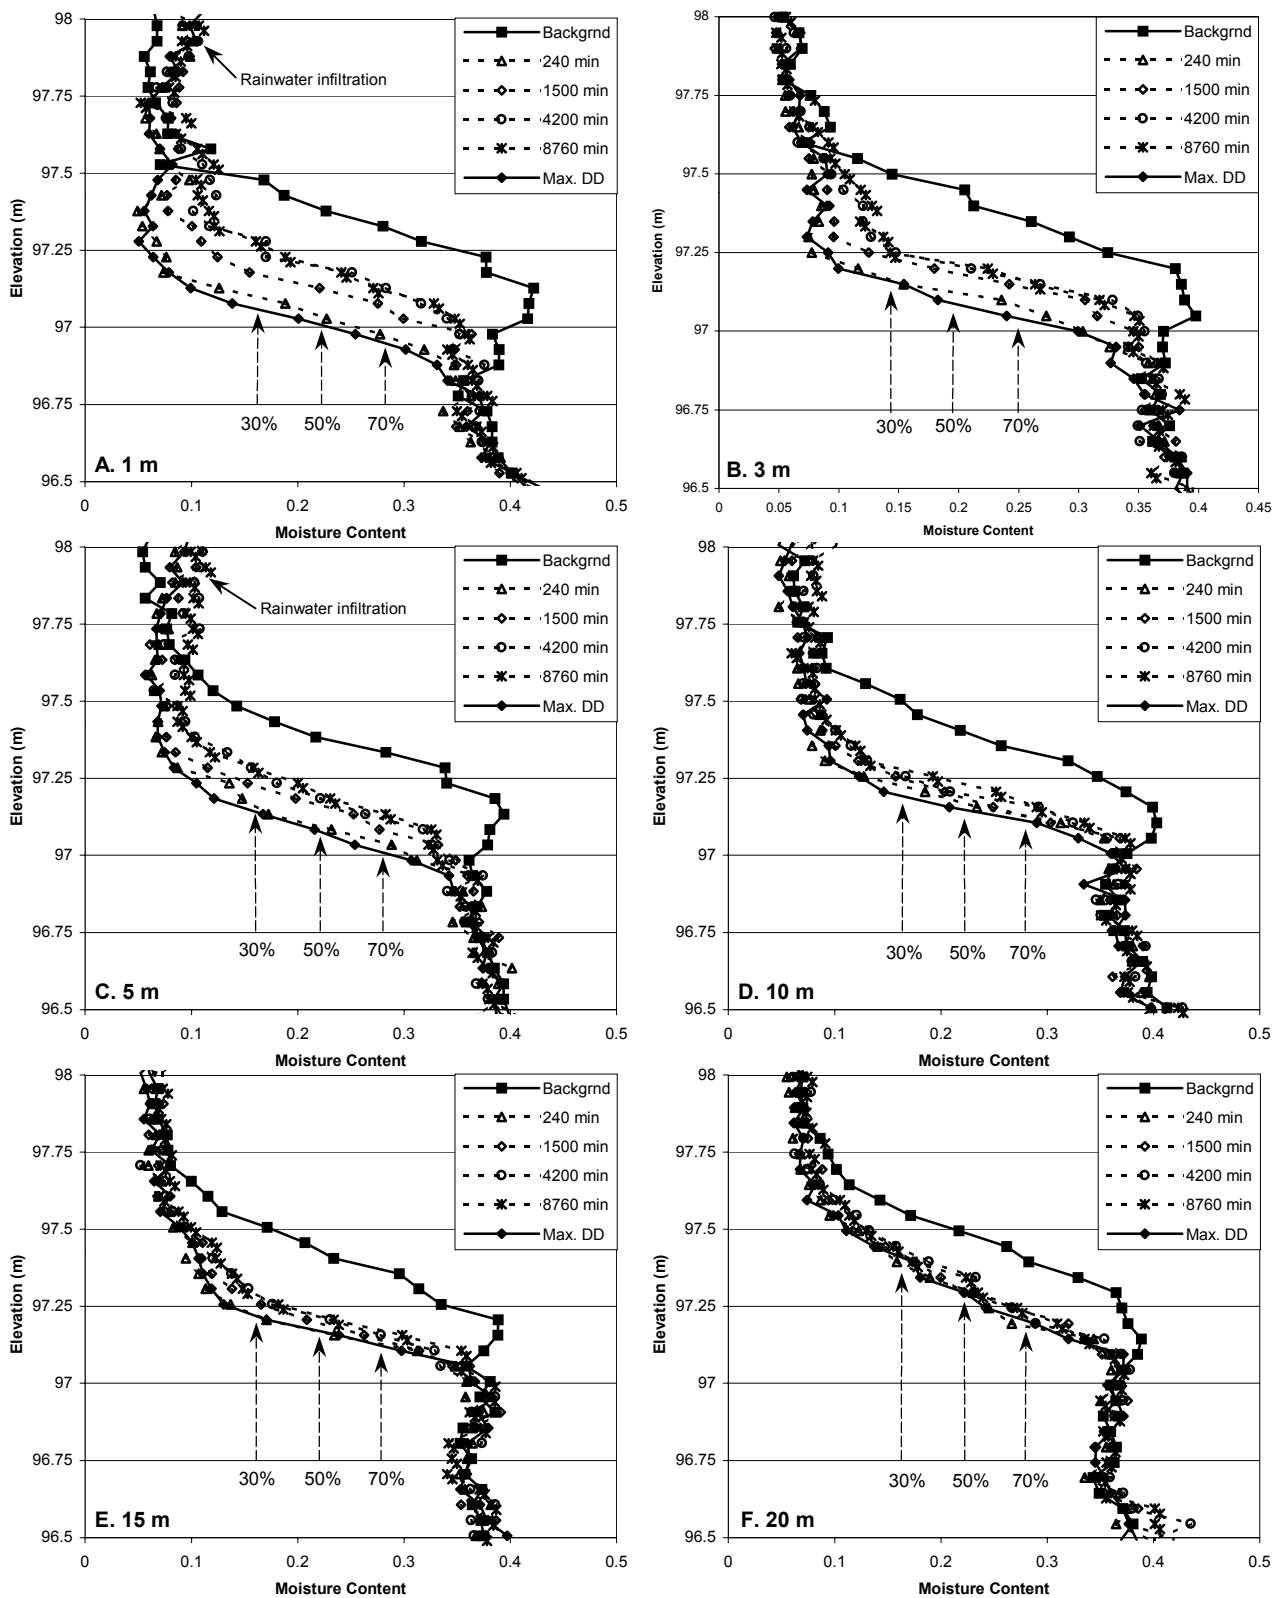 98
97.75
97.5
97.25
97
96.75
96.5
Elevation (m)
0
0.1
0.2
0.3
0.4
0.5
Moisture Content
Backgrnd
240 min
1500 min
4200 min
8760 min
Max. DD
Rainwater infiltration
30%
50%
70%
A. 1 m
98
97.75
97.5
97.25
97
96.75
96.5
Elevation (m)
0
0.05
0.1
0.15
0.2
0.25
0.3
0.35
0.4
0.45
Moisture Content
Backgrnd
240 min
1500 min
4200 min
8760 min
Max. DD
30%
50%
70%
B. 3 m
98
97.75
97.5
97.25
97
96.75
96.5
Elevation (m)
0
0.1
0.2
0.3
0.4
0.5
Moisture Content
Backgrnd
240 min
1500 min
4200 min
8760 min
Max. DD
Rainwater infiltration
30%
50%
70%
C. 5 m
98
97.75
97.5
97.25
97
96.75
96.5
Elevation (m)
0
0.1
0.2
0.3
0.4
0.5
Moisture Content
Backgrnd
240 min
1500 min
4200 min
8760 min
Max. DD
30%
50%
70%
D. 10 m
98
97.75
97.5
97.25
97
96.75
96.5
Elevation (m)
0
0.1
0.2
0.3
0.4
0.5
Moisture Content
Backgrnd
240 min
1500 min
4200 min
8760 min
Max. DD
30%
50%
70%
E. 15 m
98
97.75
97.5
97.25
97
96.75
96.5
Elevation (m)
0
0.1
0.2
0.3
0.4
0.5
Moisture Content
Backgrnd
240 min
1500 min
4200 min
8760 min
Max. DD
30%
50%
70%
F. 20 m